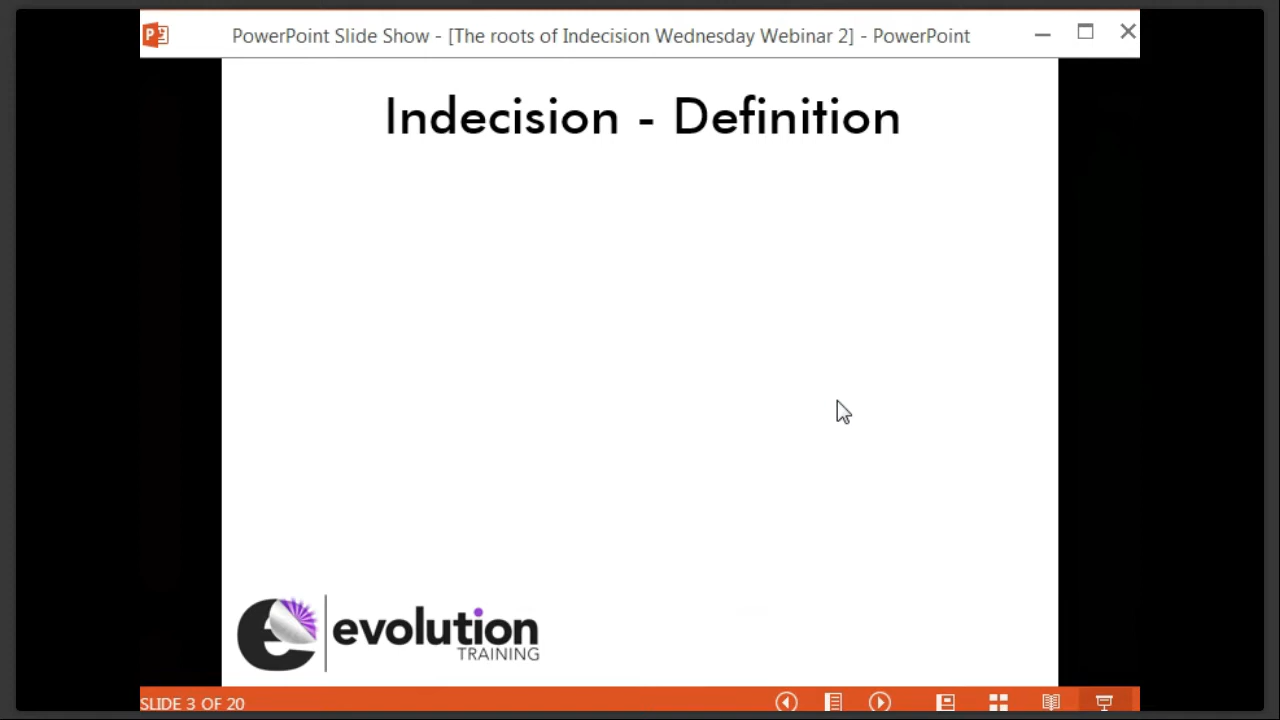 PowerPoint Slide Show - [The roots of Indecision Wednesday Webinar 2] - PowerPoint
Indecision - Definition
evolution
TRAINING
SLIDE 3 OF 20